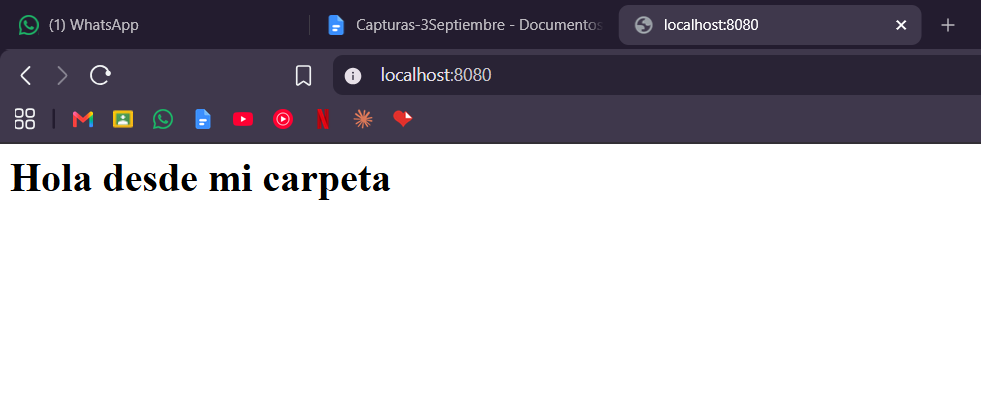 (1) WhatsApp
Capturas-3Septiembre - Documentos
localhost:8080
localhost:8080
Hola desde mi carpeta